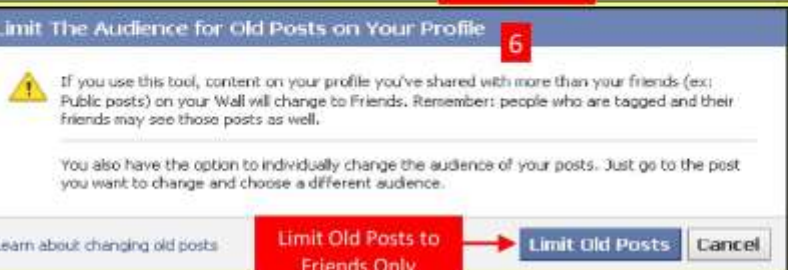 Limit The Audience for Old Posts on Your Profile
6
If you use this tool, content on your profile you've shared with more than your friends (ex:
Public posts) on your Wall will change to Friends. Remember: people who are tagged and their
friends may see those posts as well.
You also have the option to individually change the audience of your posts. Just go to the post
you want to change and choose a different audience.
Learn about changing old posts
Limit Old Posts to
Friends Only
Limit Old Posts
Cancel